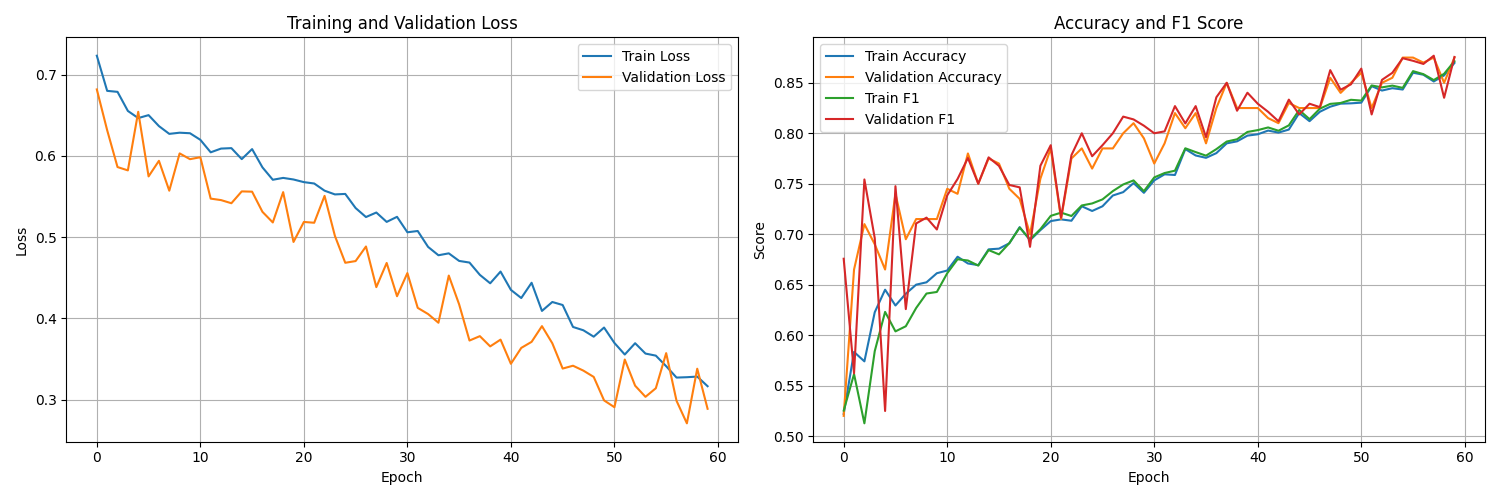 Training and Validation Loss
Train Loss
Validation Loss
0.7
0.6
0.5
0.4
0.3
Loss
0
10
20
30
40
50
60
Epoch
Accuracy and F1 Score
Train Accuracy
Validation Accuracy
Train F1
Validation F1
0.85
0.80
0.75
0.70
0.65
0.60
0.55
0.50
Score
0
10
20
30
40
50
60
Epoch